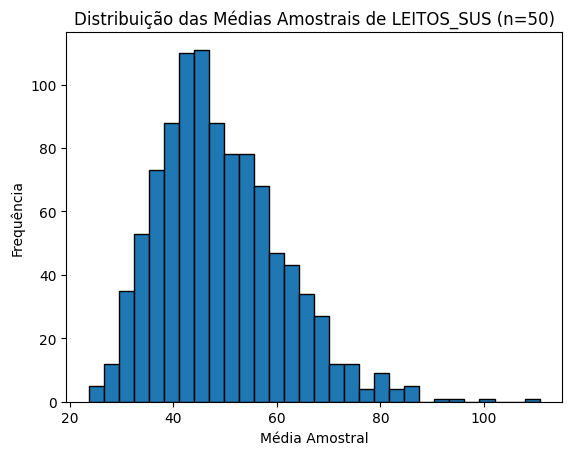 Distribuição das Médias Amostrais de LEITOS_SUS (n=50)
Frequência
100
80
60
40
20
0
20 40 60 80 100
Média Amostral